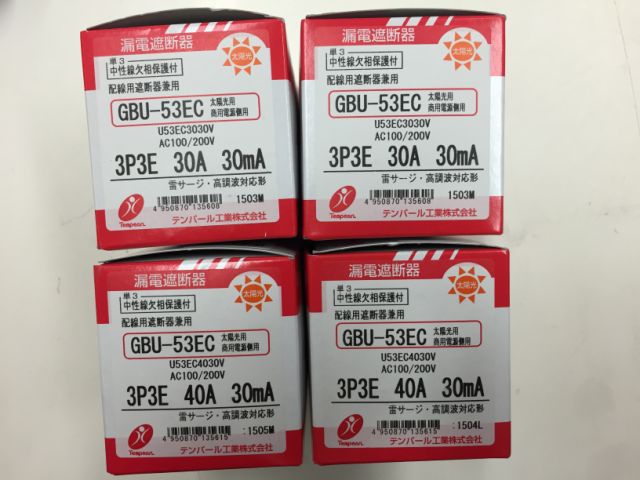 漏電遮断器
太陽光
単3
中性線欠相保護付
配線用遮断器兼用
GBU-53EC 太陽光用
商用電源側用
U53EC3030V
AC100/200V
3P3E 30A 30mA
雷サージ・高調波対応形
4 950870 135608
1503M
Tempearl
テンパール工業株式会社
漏電遮断器
太陽光
単3
中性線欠相保護付
配線用遮断器兼用
GBU-53EC 太陽光用
商用電源側用
U53EC3030V
AC100/200V
3P3E 30A 30mA
雷サージ・高調波対応形
4 950870 135608
1503M
Tempearl
テンパール工業株式会社
漏電遮断器
太陽光
単3
中性線欠相保護付
配線用遮断器兼用
GBU-53EC 太陽光用
商用電源側用
U53EC4030V
AC100/200V
3P3E 40A 30mA
雷サージ・高調波対応形
4 950870 135615
:1505M
Tempearl
テンパール工業株式会社
漏電遮断器
太陽光
単3
中性線欠相保護付
配線用遮断器兼用
GBU-53EC 太陽光用
商用電源側用
U53EC4030V
AC100/200V
3P3E 40A 30mA
雷サージ・高調波対応形
4 950870 135615
:1504L
Tempearl
テンパール工業株式会社